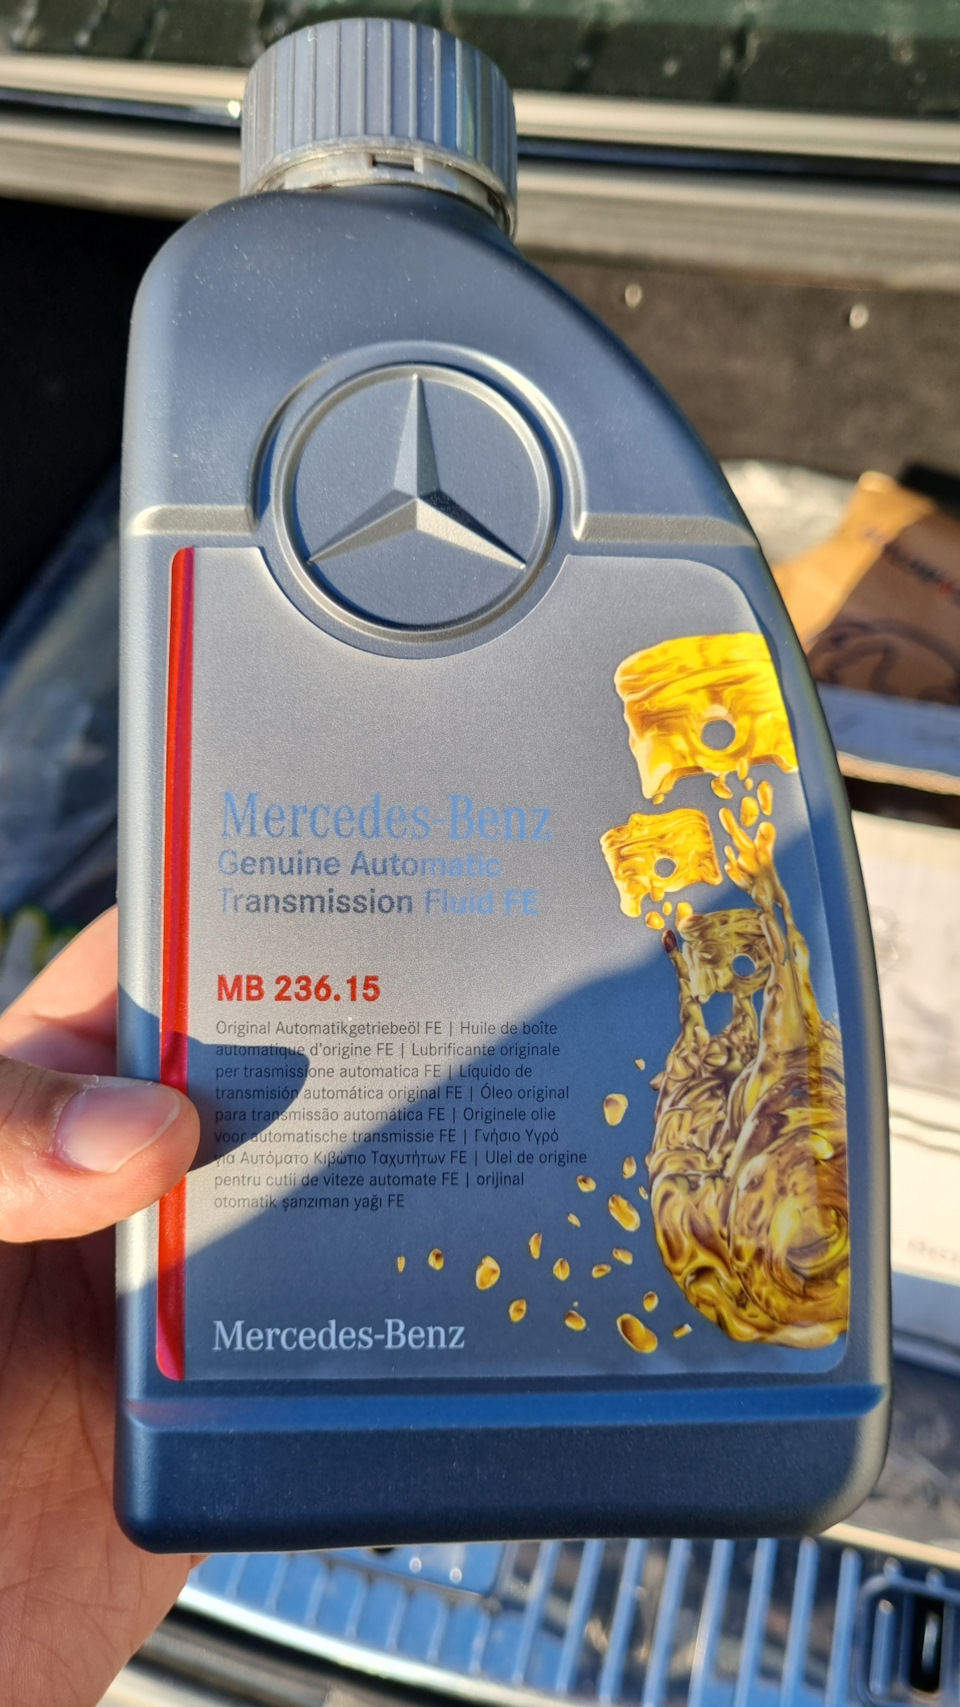 Mercedes-Benz
Genuine Automatic
Transmission Fluid FE
MB 236.15
Original Automatikgetriebeöl FE | Huile de boîte
automatique d'origine FE | Lubrificante originale
per trasmissione automatica FE | Líquido de
transmisión automática original FE | Óleo original
para transmissão automática FE | Originele olie
voor automatische transmissie FE | Γνήσιο Υγρό
για Αυτόματο Κιβώτιο Ταχυτήτων FE | Ulei de origine
pentru cutii de viteze automate FE | orijinal
otomatik şanzıman yağı FE
Mercedes-Benz